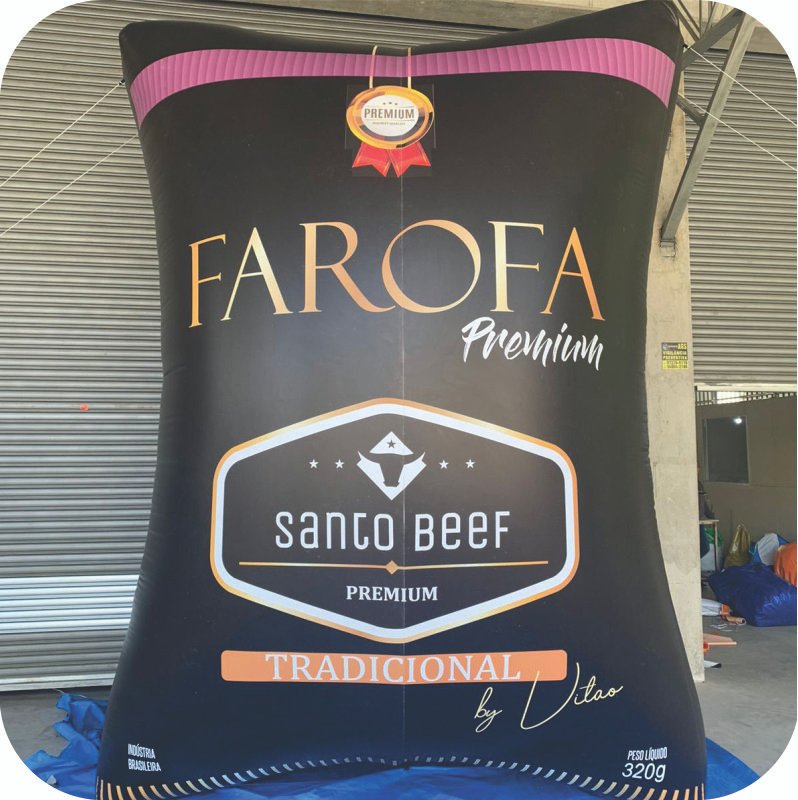 PREMIUM
FAROFA
Premium
santo Beef
PREMIUM
TRADICIONAL
by Vitao
INDÚSTRIA
BRASILEIRA
PESO LÍQUIDO
320g